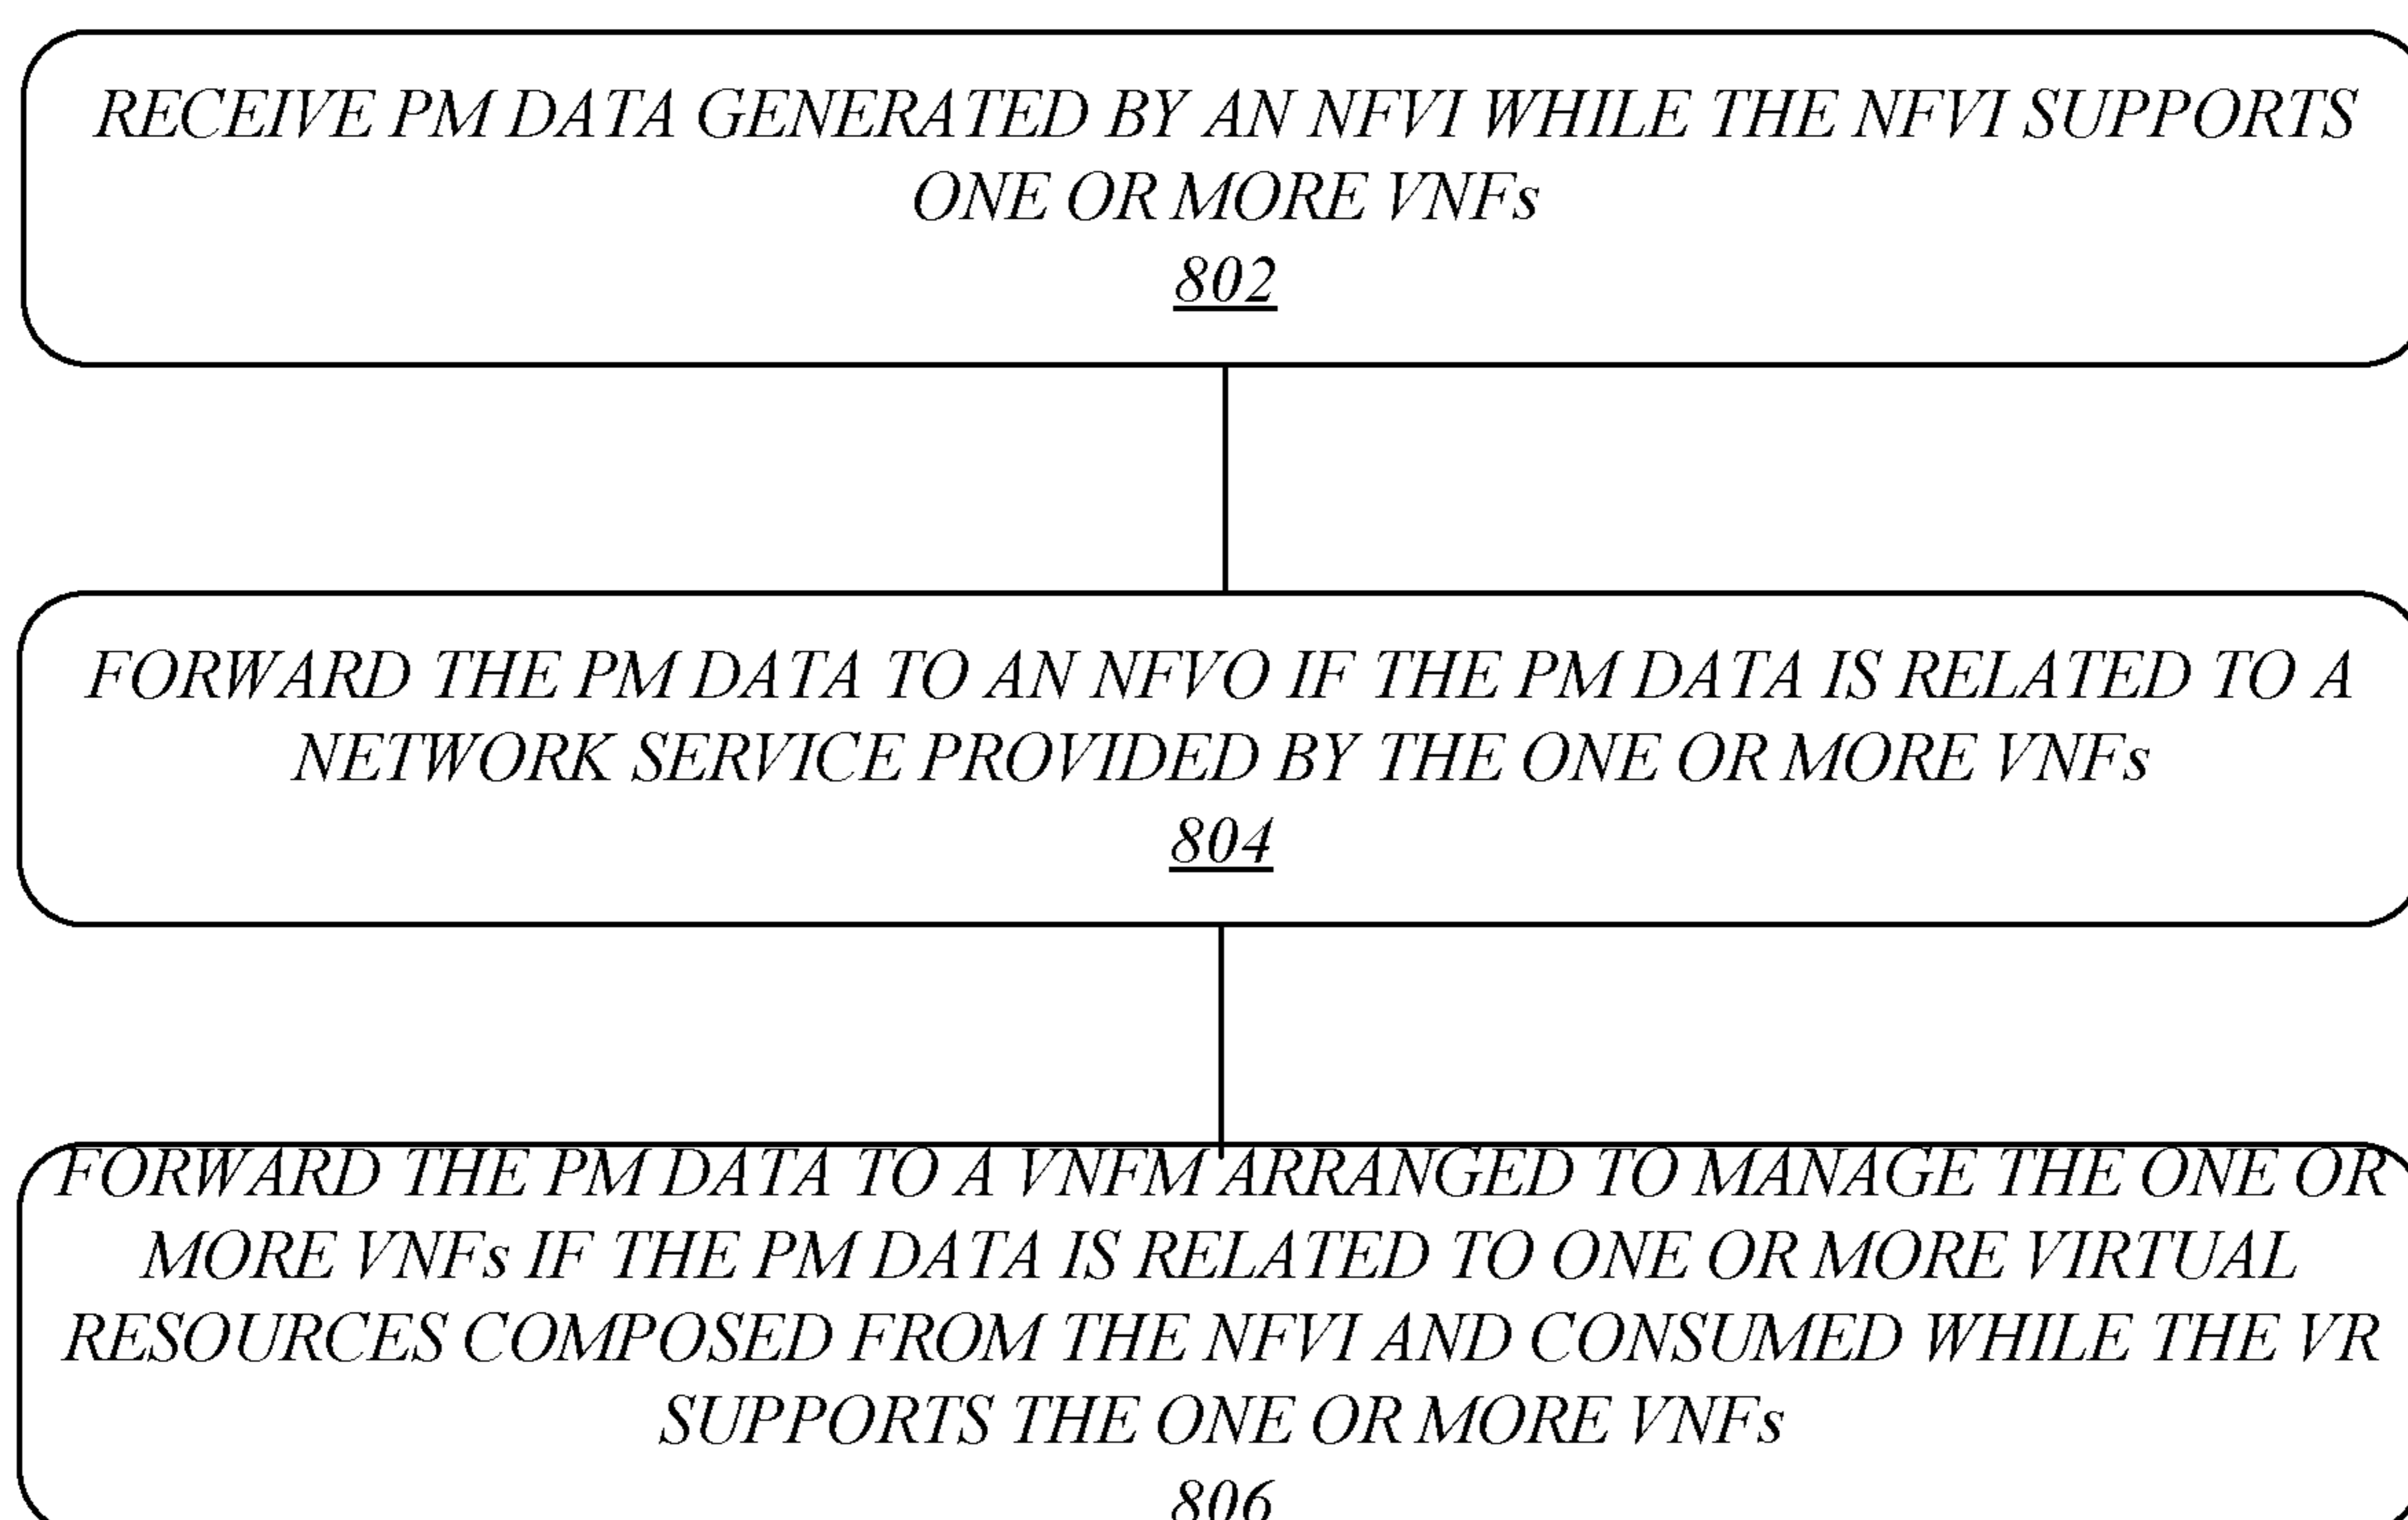 RECEIVE PM DATA GENERATED BY AN NFVI WHILE THE NFVI SUPPORTS
ONE OR MORE VNFs
802
FORWARD THE PM DATA TO AN NFVO IF THE PM DATA IS RELATED TO A
NETWORK SERVICE PROVIDED BY THE ONE OR MORE VNFs
804
FORWARD THE PM DATA TO A VNFM ARRANGED TO MANAGE THE ONE OR
MORE VNFs IF THE PM DATA IS RELATED TO ONE OR MORE VIRTUAL
RESOURCES COMPOSED FROM THE NFVI AND CONSUMED WHILE THE VR
SUPPORTS THE ONE OR MORE VNFs
806